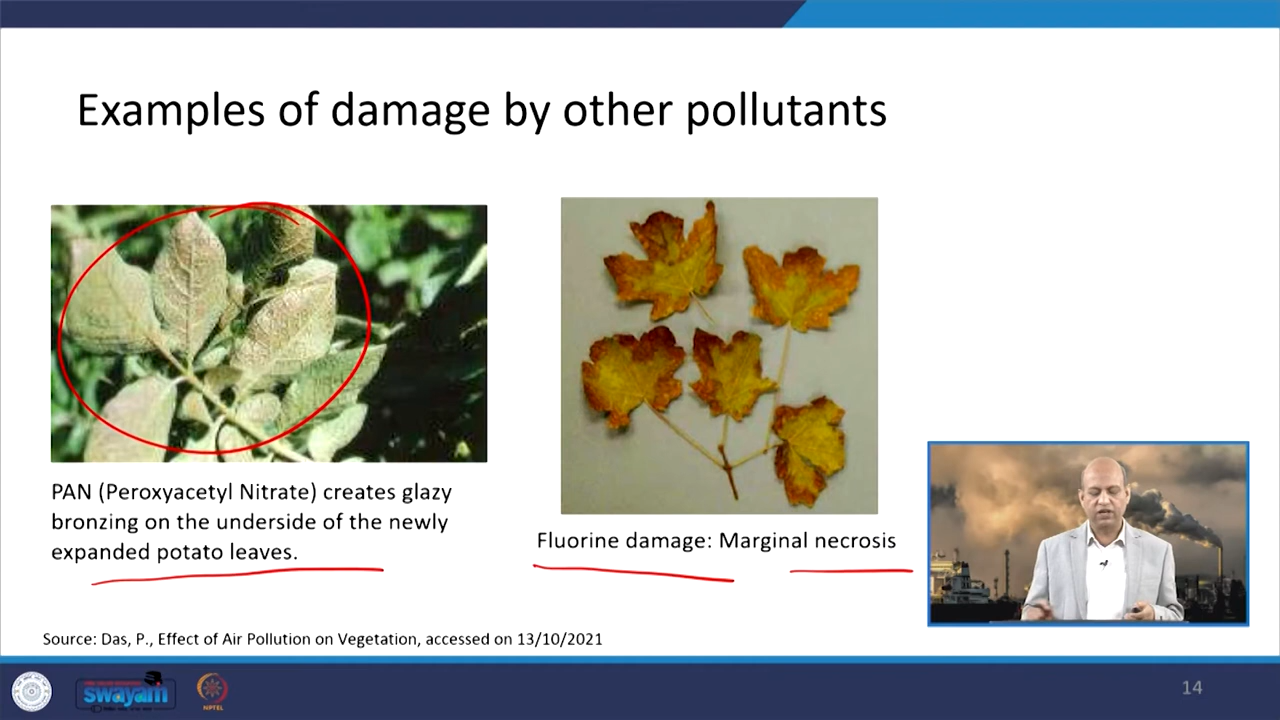 Examples of damage by other pollutants
PAN (Peroxyacetyl Nitrate) creates glazy
bronzing on the underside of the newly
expanded potato leaves.
Fluorine damage: Marginal necrosis
Source: Das, P., Effect of Air Pollution on Vegetation, accessed on 13/10/2021
swayam
NPTEL
14